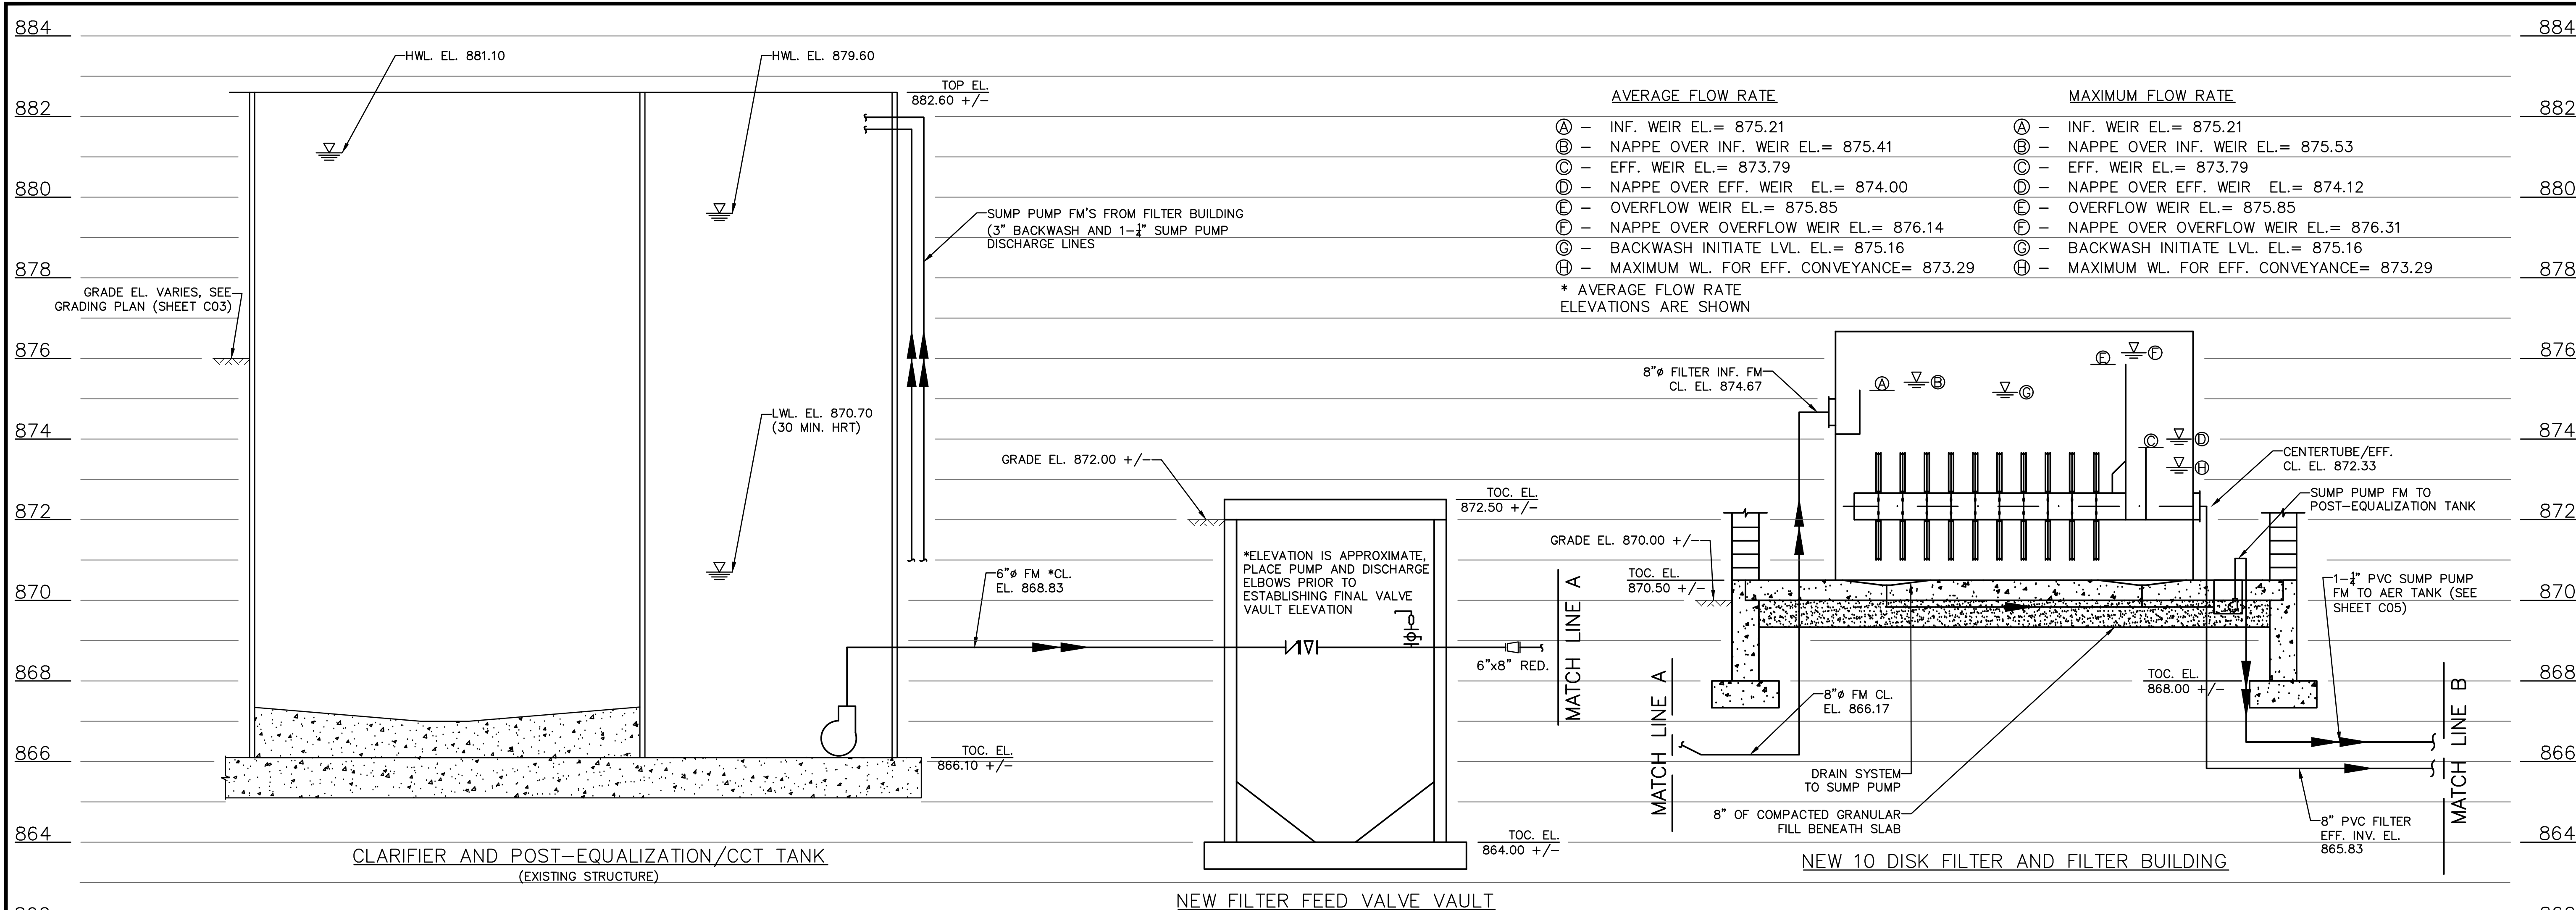 884
882
880
878
876
874
872
870
868
866
864
HWL. EL. 881.10
HWL. EL. 879.60
TOP EL.
882.60 +/-
SUMP PUMP FM'S FROM FILTER BUILDING
(3" BACKWASH AND 1-¼" SUMP PUMP
DISCHARGE LINES
GRADE EL. VARIES, SEE
GRADING PLAN (SHEET C03)
LWL. EL. 870.70
(30 MIN. HRT)
6"ø FM *CL.
EL. 868.83
TOC. EL.
866.10 +/-
CLARIFIER AND POST-EQUALIZATION/CCT TANK
(EXISTING STRUCTURE)
GRADE EL. 872.00 +/-
TOC. EL.
872.50 +/-
*ELEVATION IS APPROXIMATE,
PLACE PUMP AND DISCHARGE
ELBOWS PRIOR TO
ESTABLISHING FINAL VALVE
VAULT ELEVATION
6"x8" RED.
MATCH LINE A
TOC. EL.
864.00 +/-
NEW FILTER FEED VALVE VAULT
AVERAGE FLOW RATE
A - INF. WEIR EL.= 875.21
B - NAPPE OVER INF. WEIR EL.= 875.41
C - EFF. WEIR EL.= 873.79
D - NAPPE OVER EFF. WEIR EL.= 874.00
E - OVERFLOW WEIR EL.= 875.85
F - NAPPE OVER OVERFLOW WEIR EL.= 876.14
G - BACKWASH INITIATE LVL. EL.= 875.16
H - MAXIMUM WL. FOR EFF. CONVEYANCE= 873.29
* AVERAGE FLOW RATE
ELEVATIONS ARE SHOWN
MAXIMUM FLOW RATE
A - INF. WEIR EL.= 875.21
B - NAPPE OVER INF. WEIR EL.= 875.53
C - EFF. WEIR EL.= 873.79
D - NAPPE OVER EFF. WEIR EL.= 874.12
E - OVERFLOW WEIR EL.= 875.85
F - NAPPE OVER OVERFLOW WEIR EL.= 876.31
G - BACKWASH INITIATE LVL. EL.= 875.16
H - MAXIMUM WL. FOR EFF. CONVEYANCE= 873.29
8"ø FILTER INF. FM
CL. EL. 874.67
A
B
G
E
F
C
D
H
CENTERTUBE/EFF.
CL. EL. 872.33
SUMP PUMP FM TO
POST-EQUALIZATION TANK
GRADE EL. 870.00 +/-
TOC. EL.
870.50 +/-
1-¼" PVC SUMP PUMP
FM TO AER TANK (SEE
SHEET C05)
TOC. EL.
868.00 +/-
MATCH LINE A
8"ø FM CL.
EL. 866.17
DRAIN SYSTEM
TO SUMP PUMP
8" OF COMPACTED GRANULAR
FILL BENEATH SLAB
8" PVC FILTER
EFF. INV. EL.
865.83
MATCH LINE B
NEW 10 DISK FILTER AND FILTER BUILDING
884
882
880
878
876
874
872
870
868
866
864